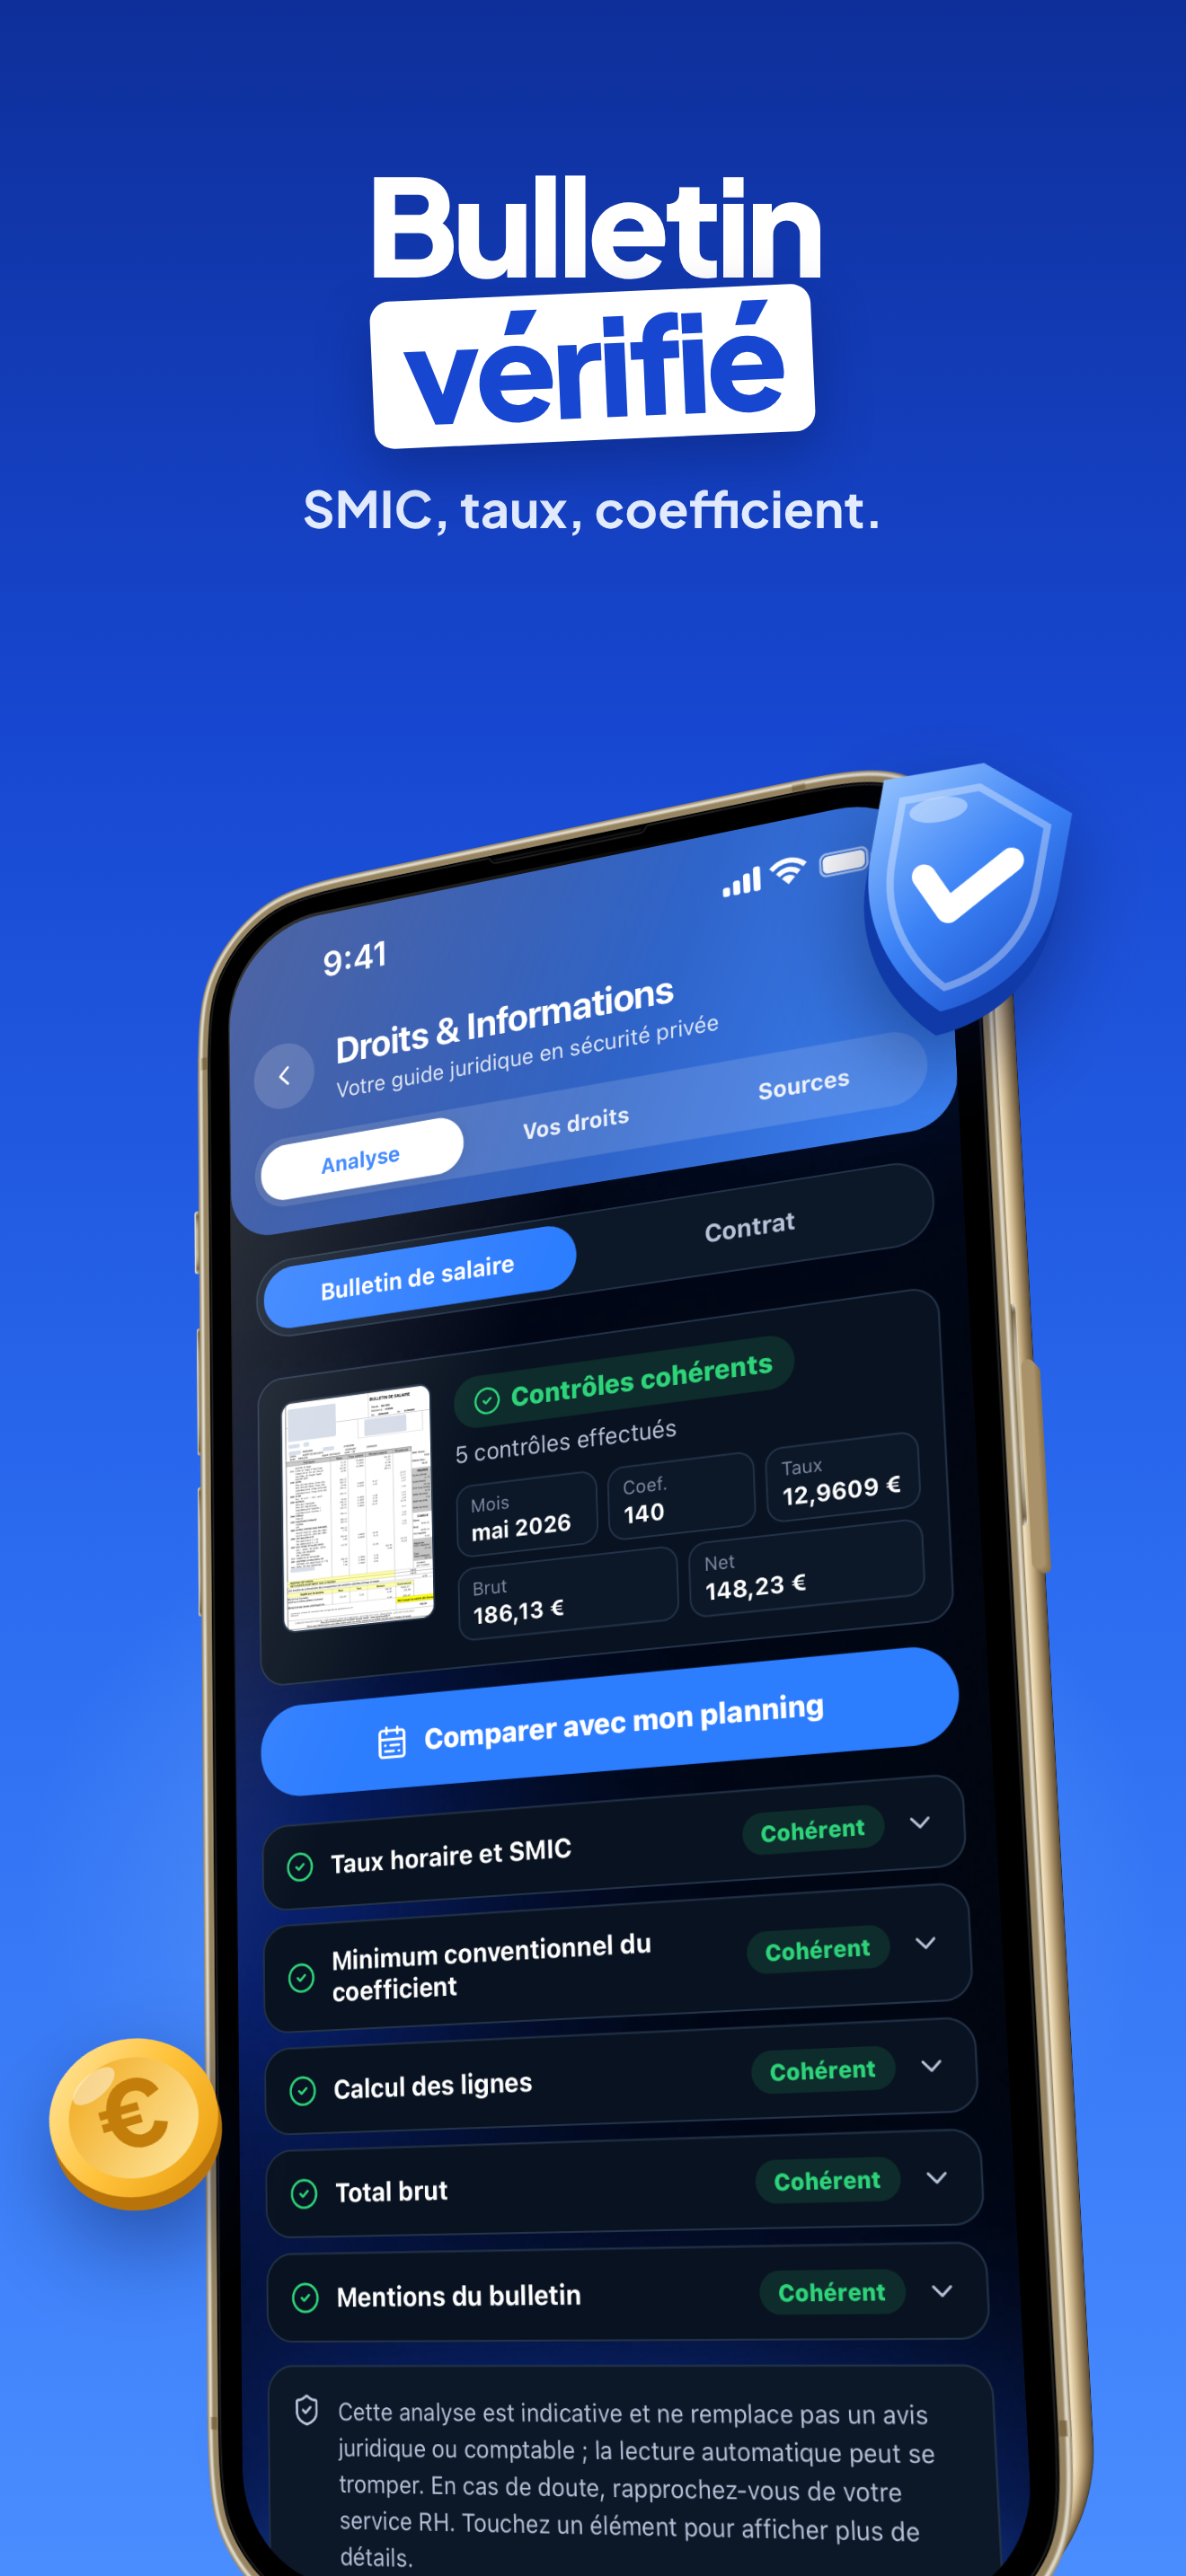 Bulletin
vérifié
SMIC, taux, coefficient.
9:41
Droits & Informations
Votre guide juridique en sécurité privée
Analyse
Vos droits
Sources
Bulletin de salaire
Contrat
BULLETIN DE SALAIRE
Contrôles cohérents
5 contrôles effectués
Mois
mai 2026
Coef.
140
Taux
12,9609 €
Brut
186,13 €
Net
148,23 €
Comparer avec mon planning
Taux horaire et SMIC
Cohérent
Minimum conventionnel du
coefficient
Cohérent
Calcul des lignes
Cohérent
Total brut
Cohérent
Mentions du bulletin
Cohérent
Cette analyse est indicative et ne remplace pas un avis
juridique ou comptable ; la lecture automatique peut se
tromper. En cas de doute, rapprochez-vous de votre
service RH. Touchez un élément pour afficher plus de
détails.
€